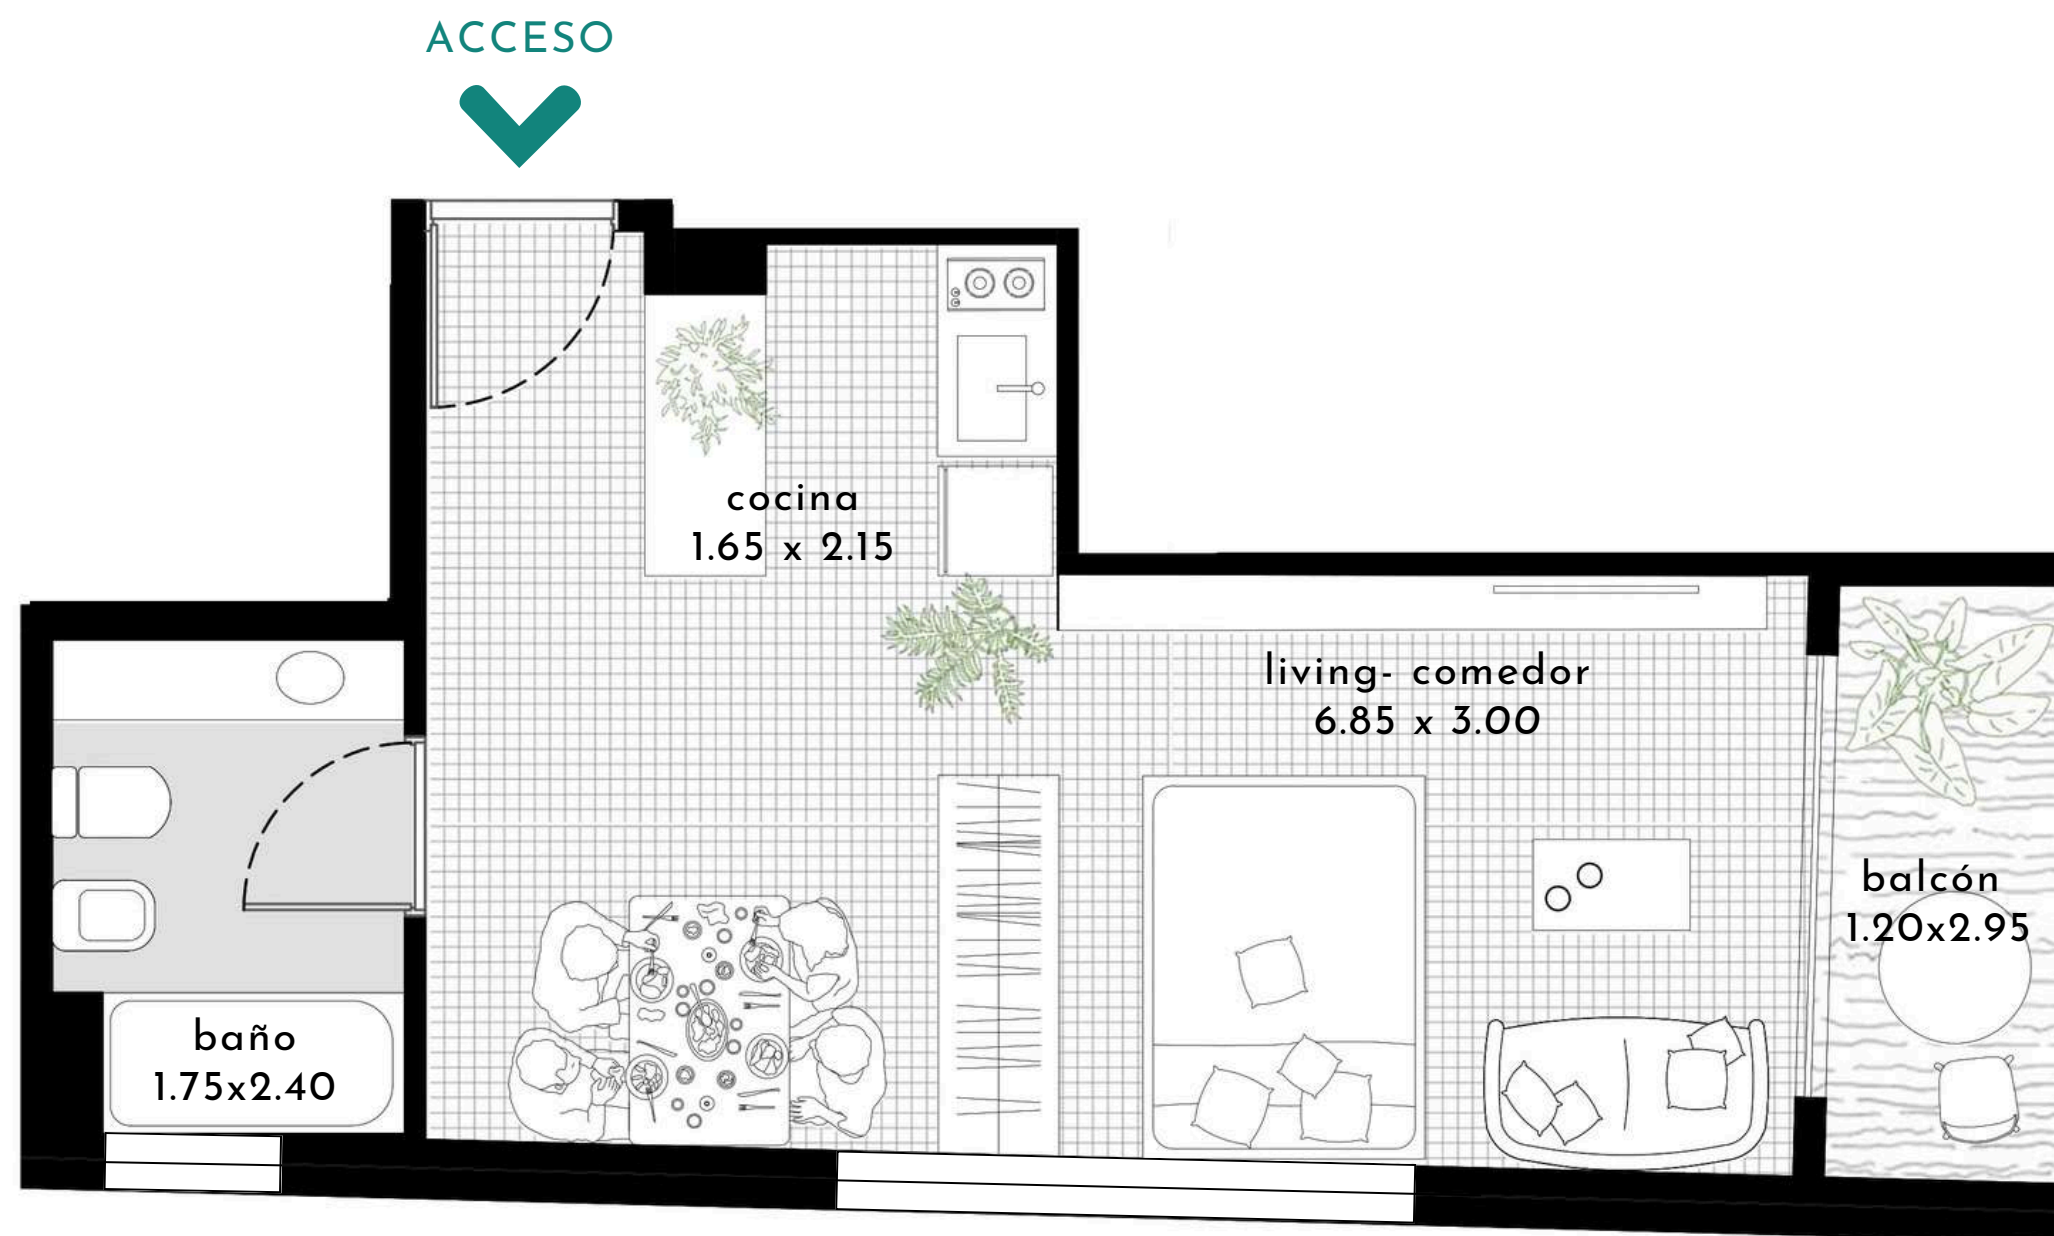 ACCESO
cocina
1.65 x 2.15
living- comedor
6.85 x 3.00
balcón
1.20x2.95
baño
1.75x2.40